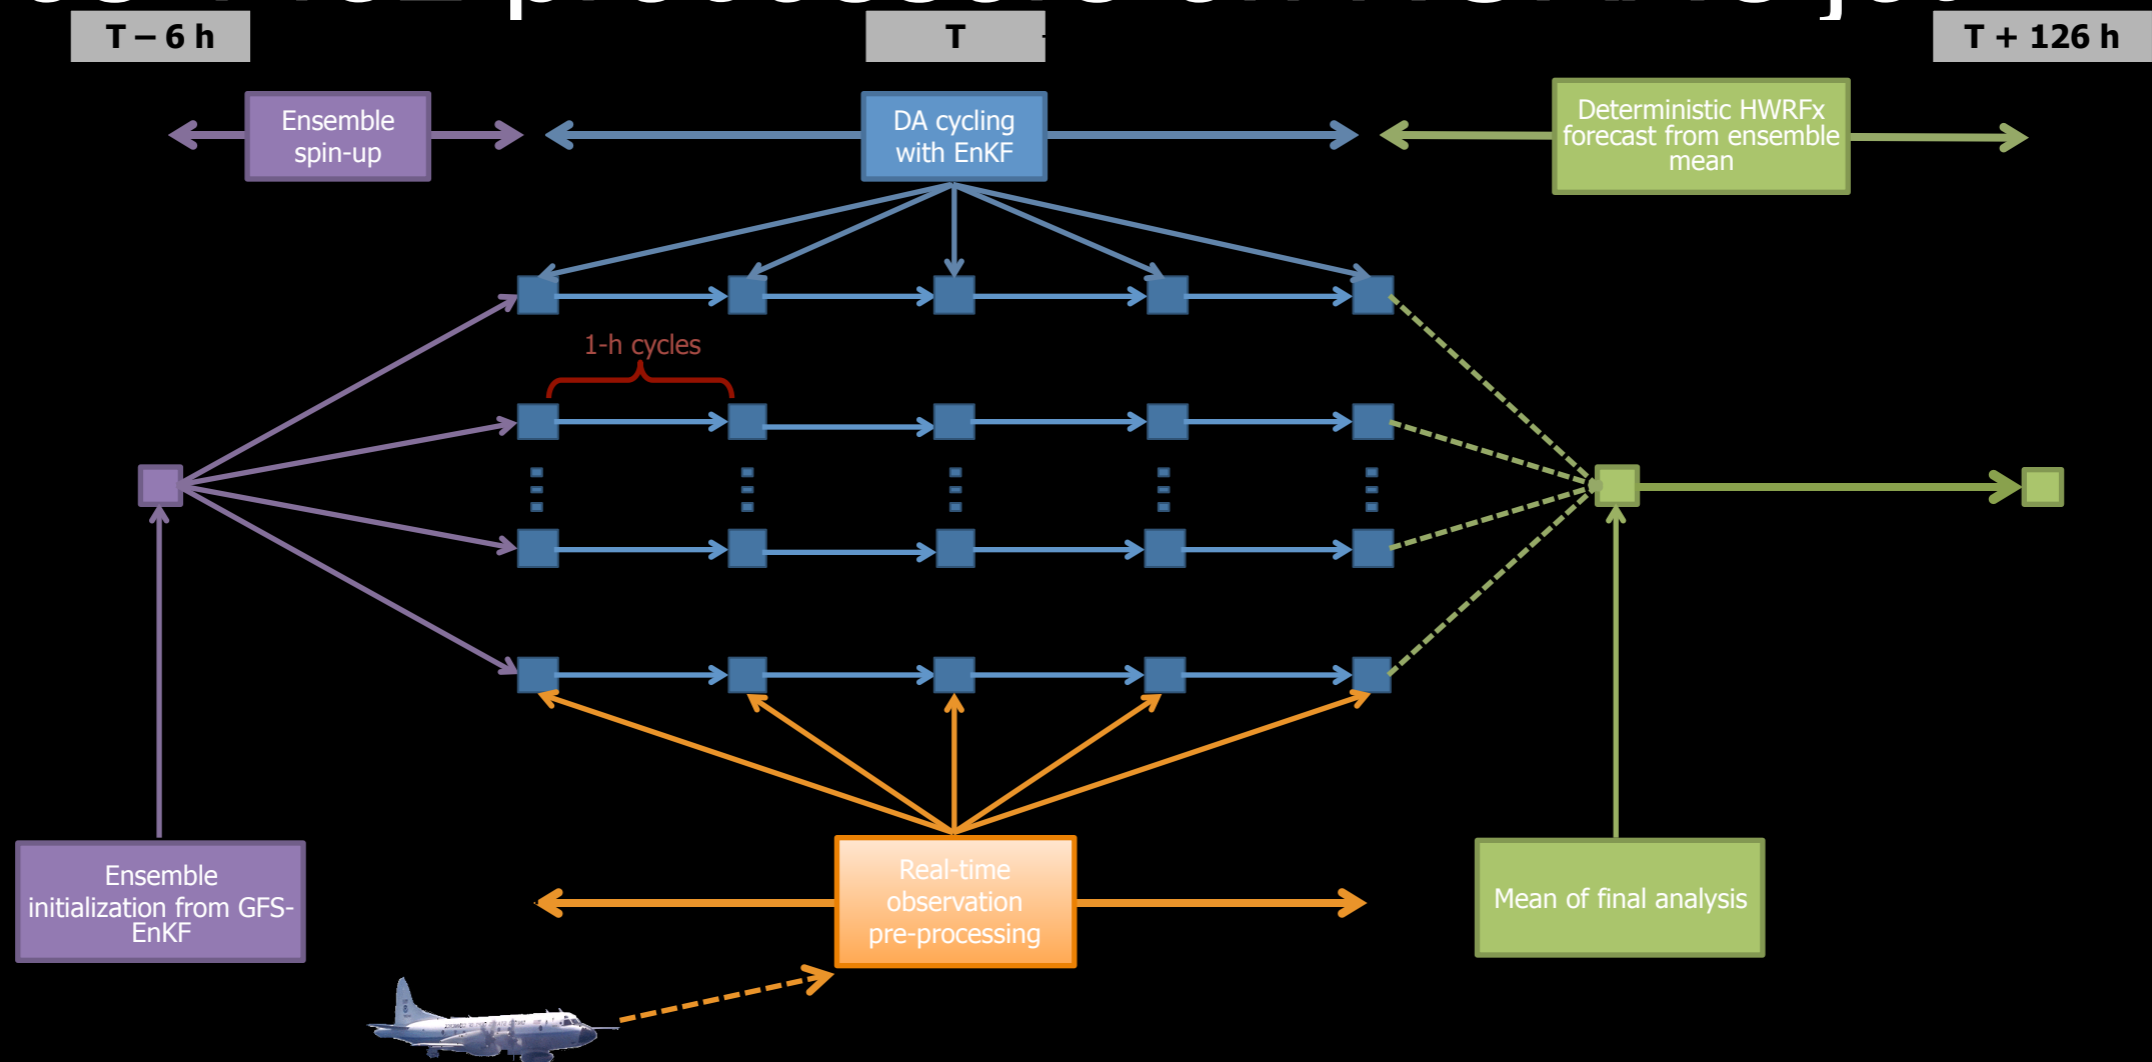 T – 6 h
T
T + 126 h
Ensemble
spin-up
DA cycling
with EnKF
Deterministic HWRFx
forecast from ensemble
mean
1-h cycles
Ensemble
initialization from GFS-
EnKF
Real-time
observation
pre-processing
Mean of final analysis